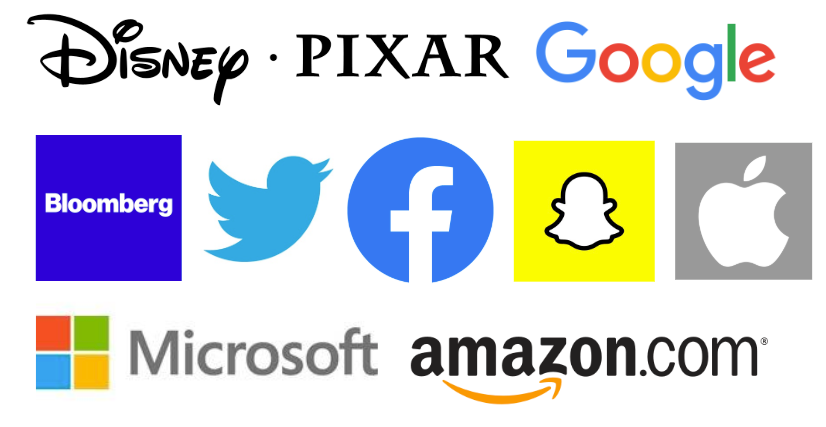 Disney · PIXAR Google
Bloomberg f
Microsoft amazon.com®